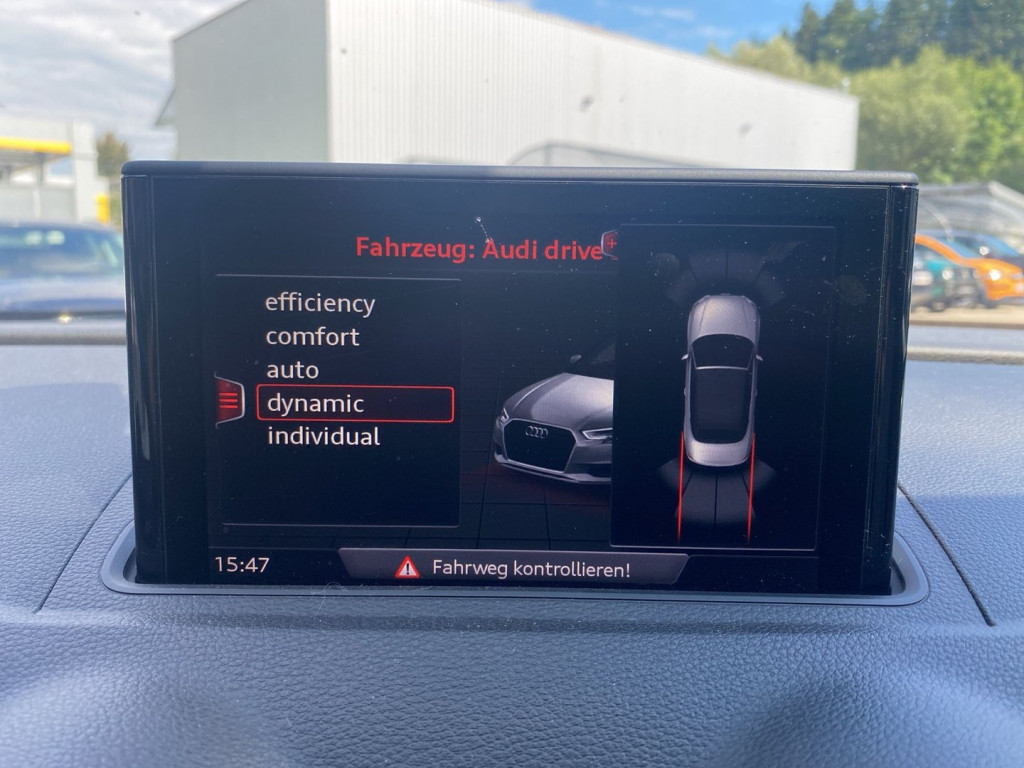 Fahrzeug: Audi drive
efficiency
comfort
auto
dynamic
individual
15:47
Fahrweg kontrollieren!